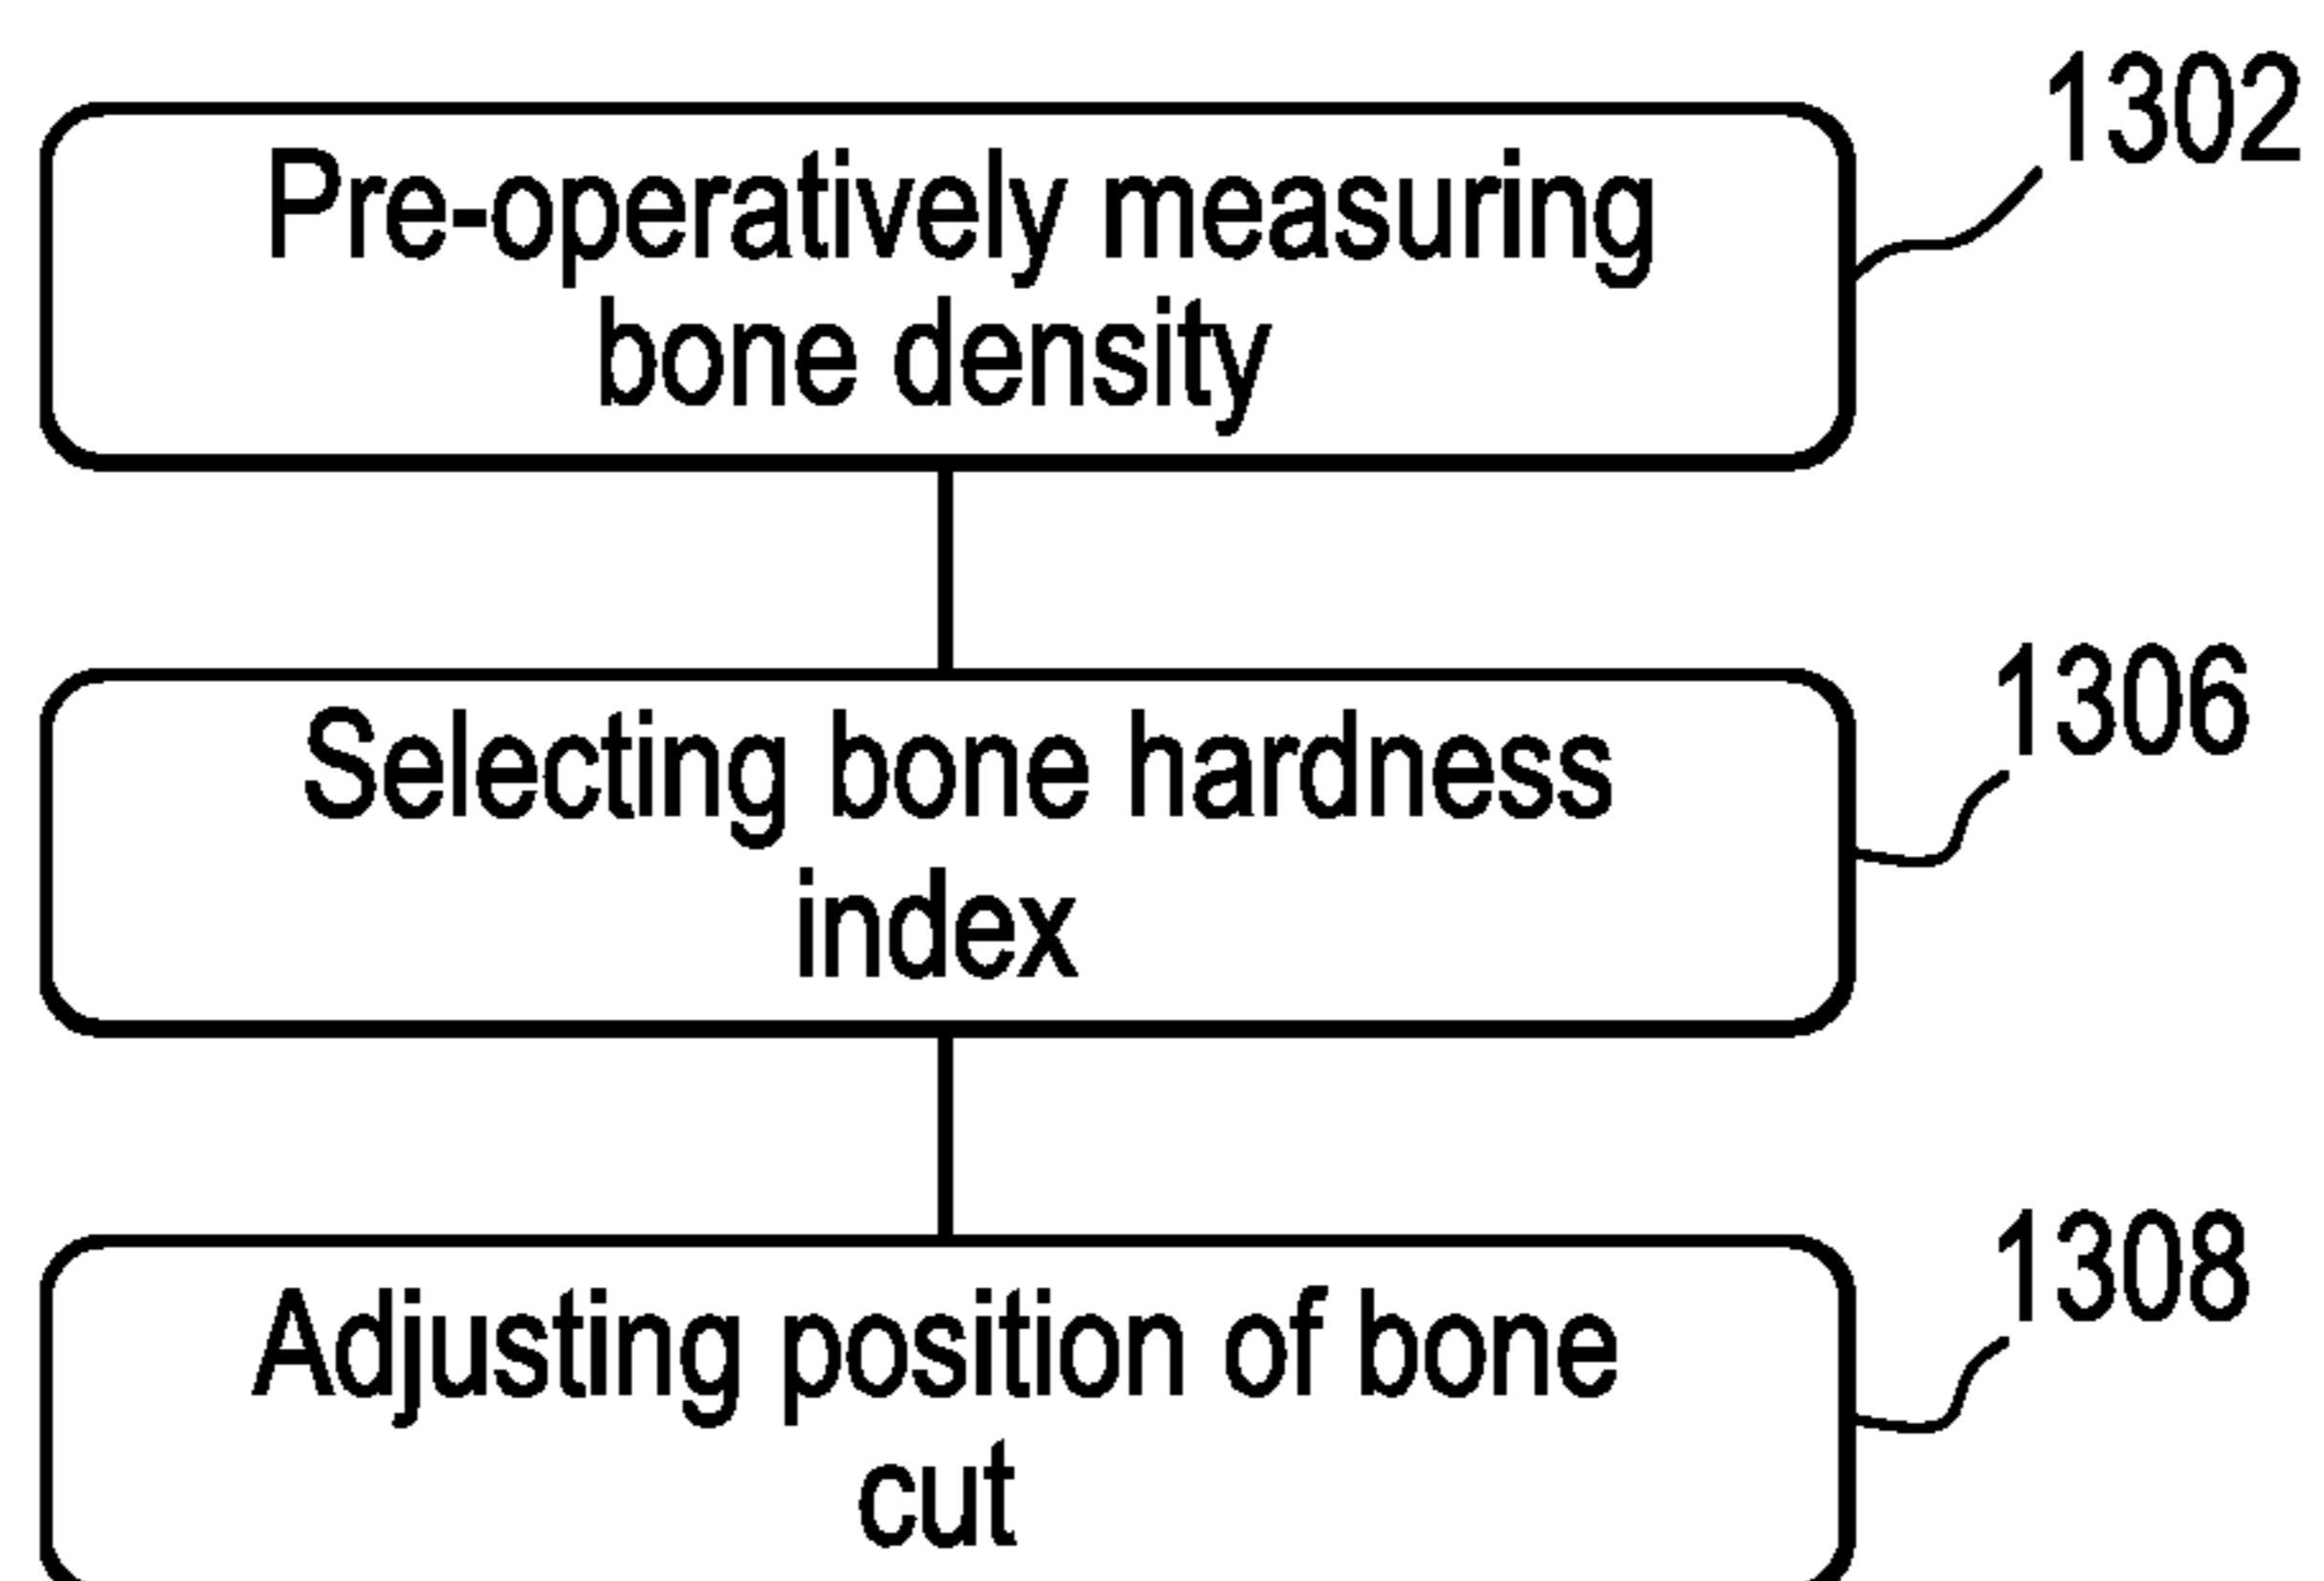 1302
Pre-operatively measuring
bone density
1306
Selecting bone hardness
index
1308
Adjusting position of bone
cut